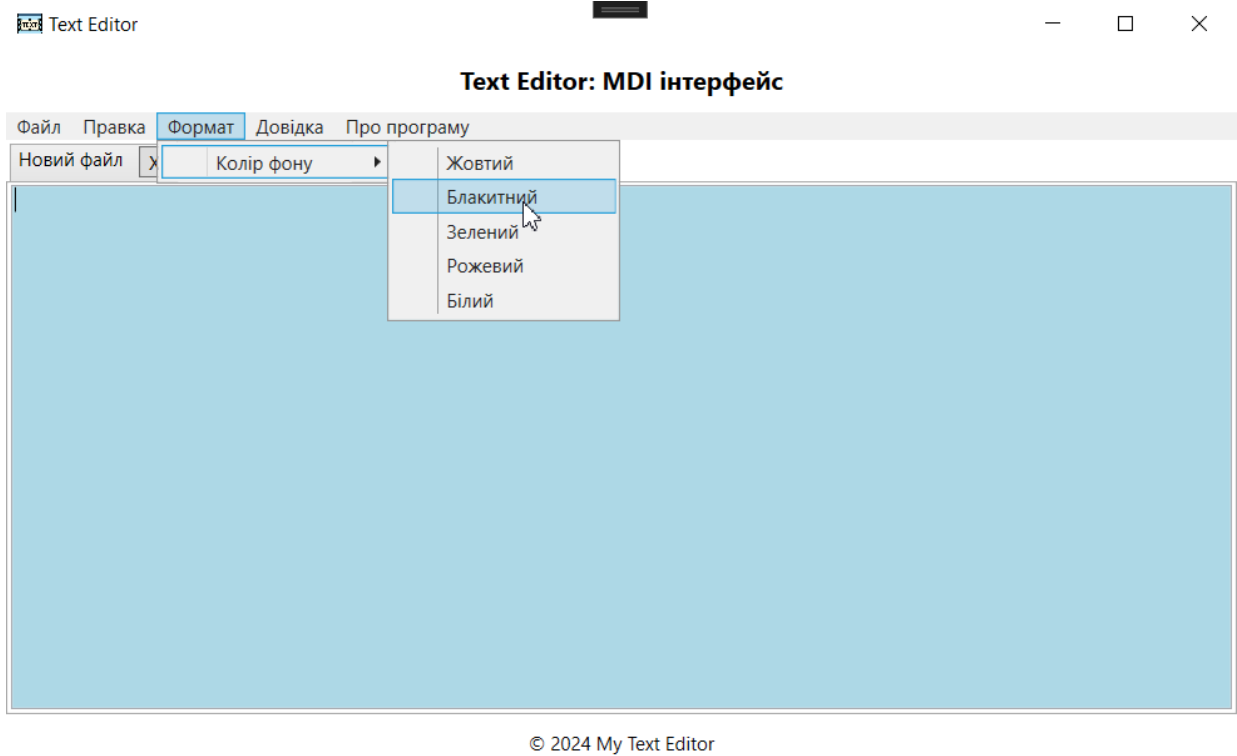 Text Editor
Text Editor: MDI інтерфейс
Файл Правка Формат Довідка Про програму
Новий файл X Колір фону Жовтий
Блакитний
Зелений
Рожевий
Білий
© 2024 My Text Editor